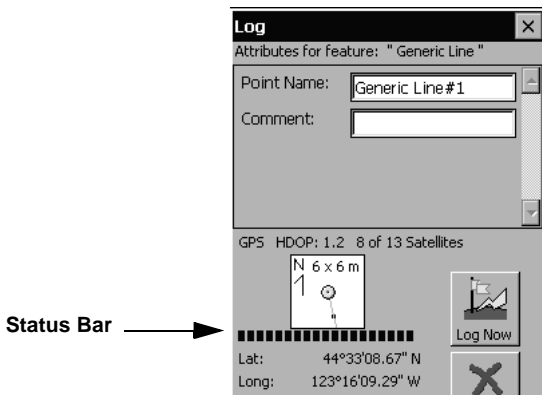 Log
Attributes for feature: " Generic Line "
Point Name: Generic Line#1
Comment:
GPS HDOP: 1.2 8 of 13 Satellites
N 6 x 6 m
Status Bar
Log Now
Lat: 44°33'08.67" N
Long: 123°16'09.29" W